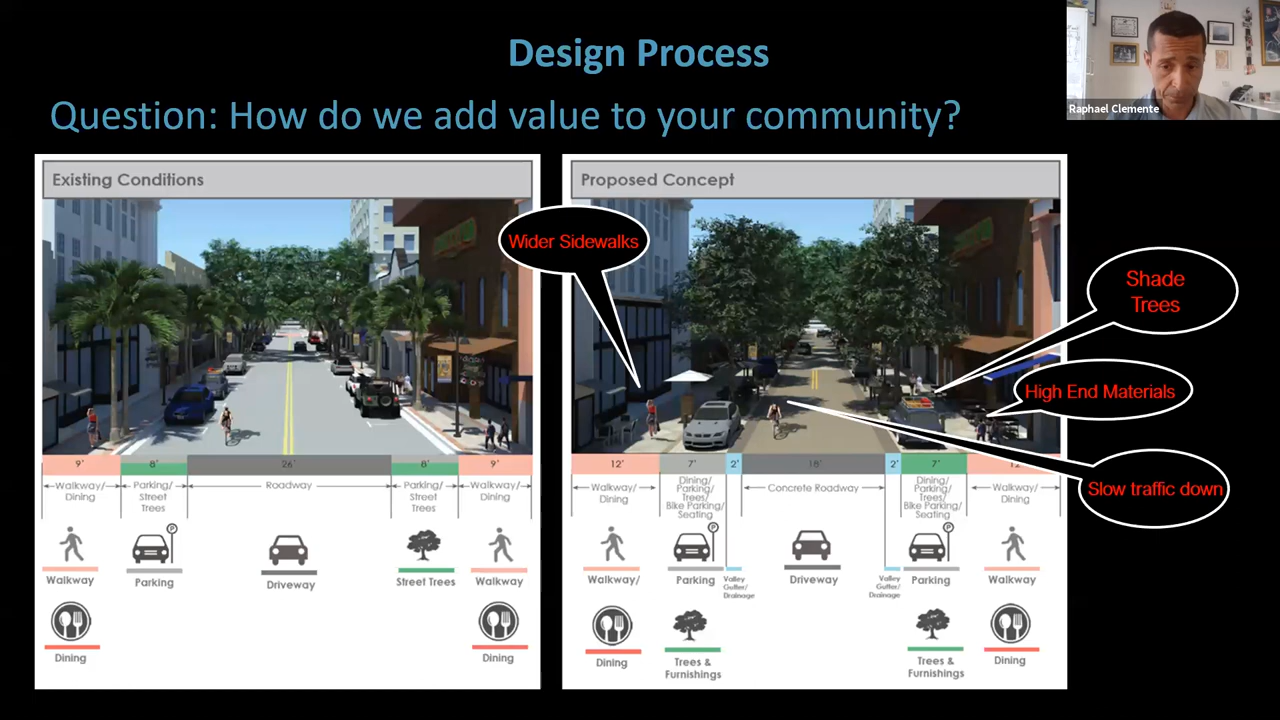 Design Process
Question: How do we add value to your community?
Raphael Clemente
Existing Conditions
9'
8'
26'
8'
9'
Walkway/
Dining
Parking/
Street
Trees
Roadway
Parking/
Street
Trees
Walkway/
Dining
P
Walkway
Parking
Driveway
Street Trees
Walkway
Dining
Dining
Proposed Concept
Wider Sidewalks
Shade
Trees
High End Materials
Slow traffic down
12'
7'
2'
18'
2'
7'
Walkway/
Dining
Dining/
Parking/
Trees/
Bike Parking/
Seating
Concrete Roadway
Dining/
Parking/
Trees/
Bike Parking/
Seating
Walkway/
Dining
P
P
Walkway/
Parking
Valley
Gutter/
Drainage
Driveway
Valley
Gutter/
Drainage
Parking
Walkway
Dining
Trees &
Furnishings
Trees &
Furnishings
Dining